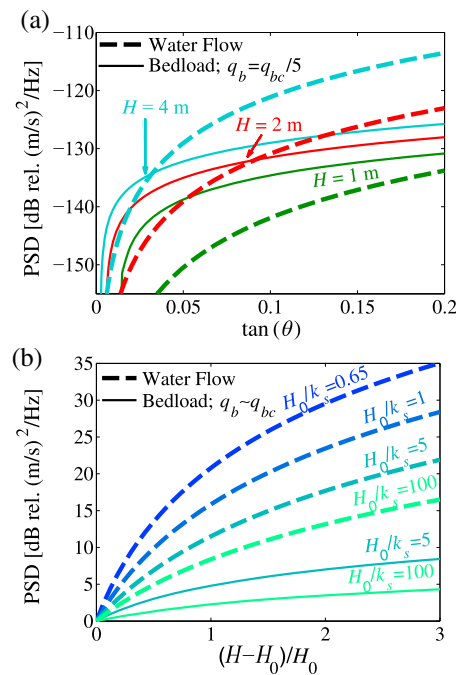 (a)
−110
−120
−130
−140
−150
PSD [dB rel. (m/s)²/Hz]
Water Flow
Bedload; q_b=q_bc/5
H = 4 m
H = 2 m
H = 1 m
0 0.05 0.1 0.15 0.2
tan (θ)
(b)
35
30
25
20
15
10
5
0
PSD [dB rel. (m/s)²/Hz]
Water Flow
Bedload; q_b~q_bc
H_0/k_s=0.65
H_0/k_s=1
H_0/k_s=5
H_0/k_s=100
H_0/k_s=5
H_0/k_s=100
0 1 2 3
(H−H_0)/H_0